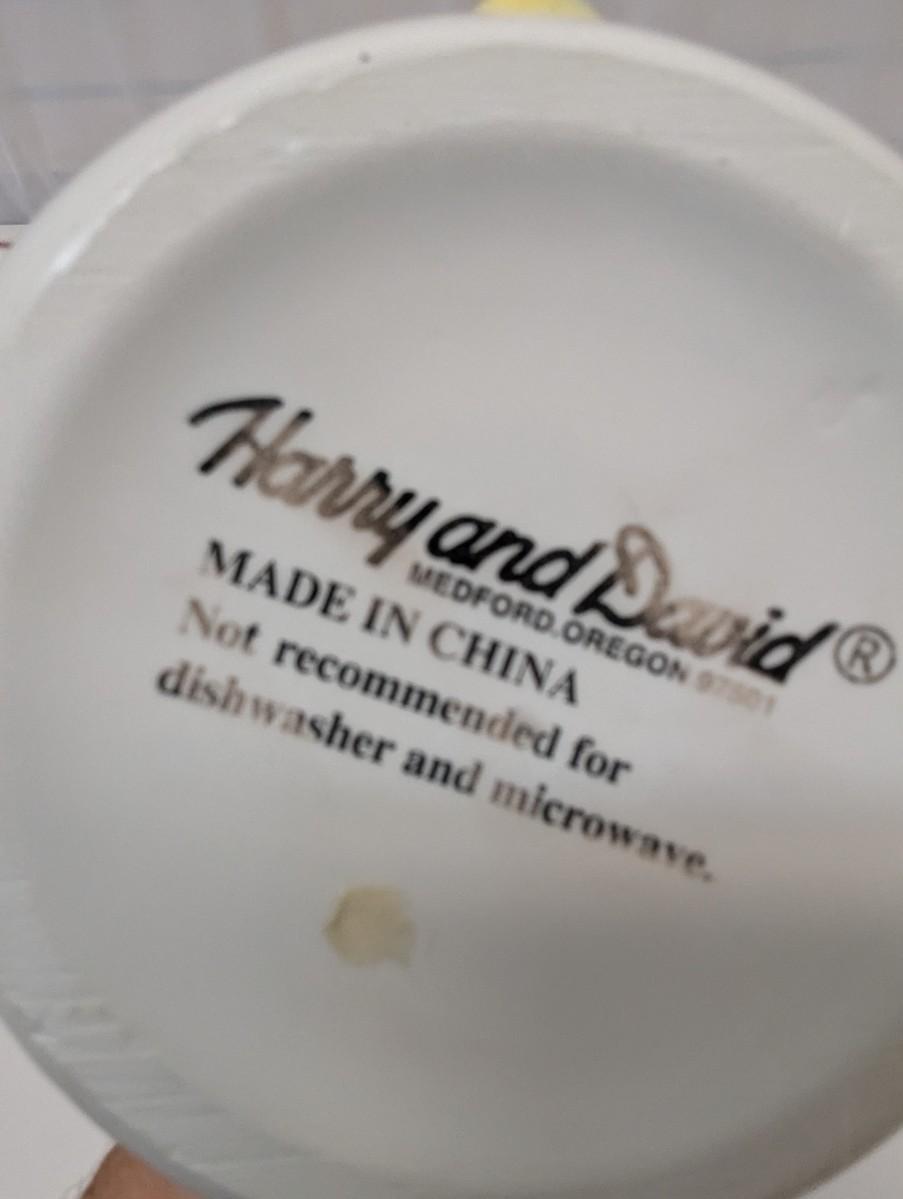 Harry and David ®
MEDFORD, OREGON 97501
MADE IN CHINA
Not recommended for
dishwasher and microwave.